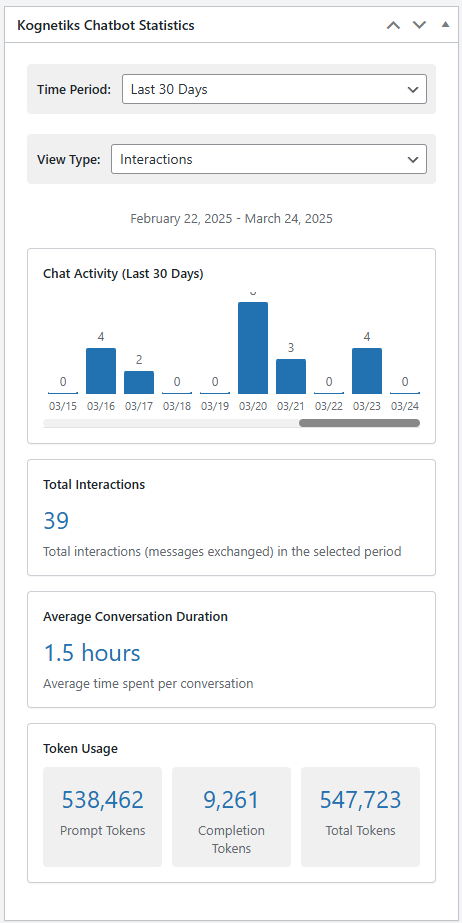 Kognetiks Chatbot Statistics
Time Period: Last 30 Days
View Type: Interactions
February 22, 2025 - March 24, 2025
Chat Activity (Last 30 Days)
0 4 2 0 0 3 0 4 0
03/15 03/16 03/17 03/18 03/19 03/20 03/21 03/22 03/23 03/24
Total Interactions
39
Total interactions (messages exchanged) in the selected period
Average Conversation Duration
1.5 hours
Average time spent per conversation
Token Usage
538,462 9,261 547,723
Prompt Tokens Completion Tokens Total Tokens